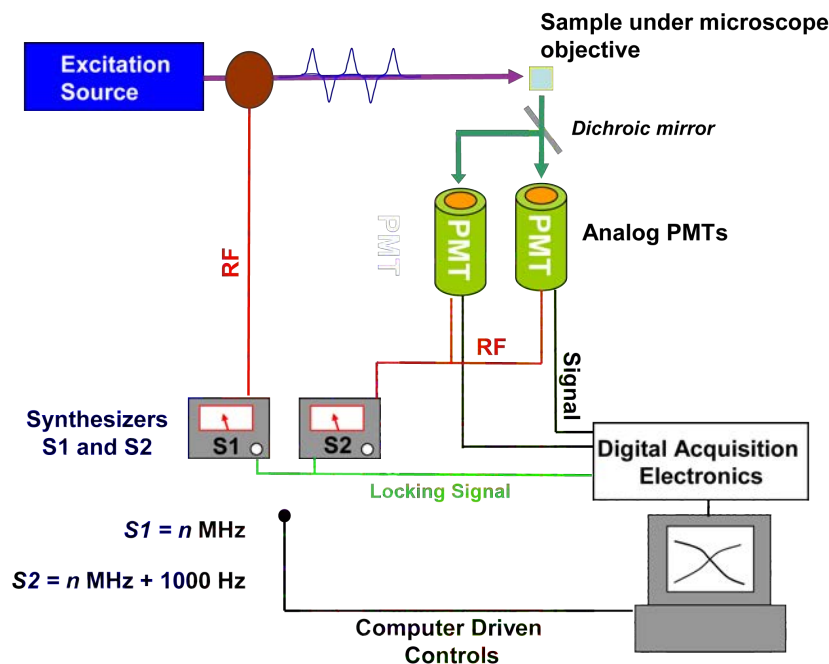 Sample under microscope
objective
Excitation
Source
Dichroic mirror
PMT
PMT
PMT
Analog PMTs
RF
RF
Signal
Synthesizers
S1 and S2
S1
S2
Digital Acquisition
Electronics
Locking Signal
S1 = n MHz
S2 = n MHz + 1000 Hz
Computer Driven
Controls